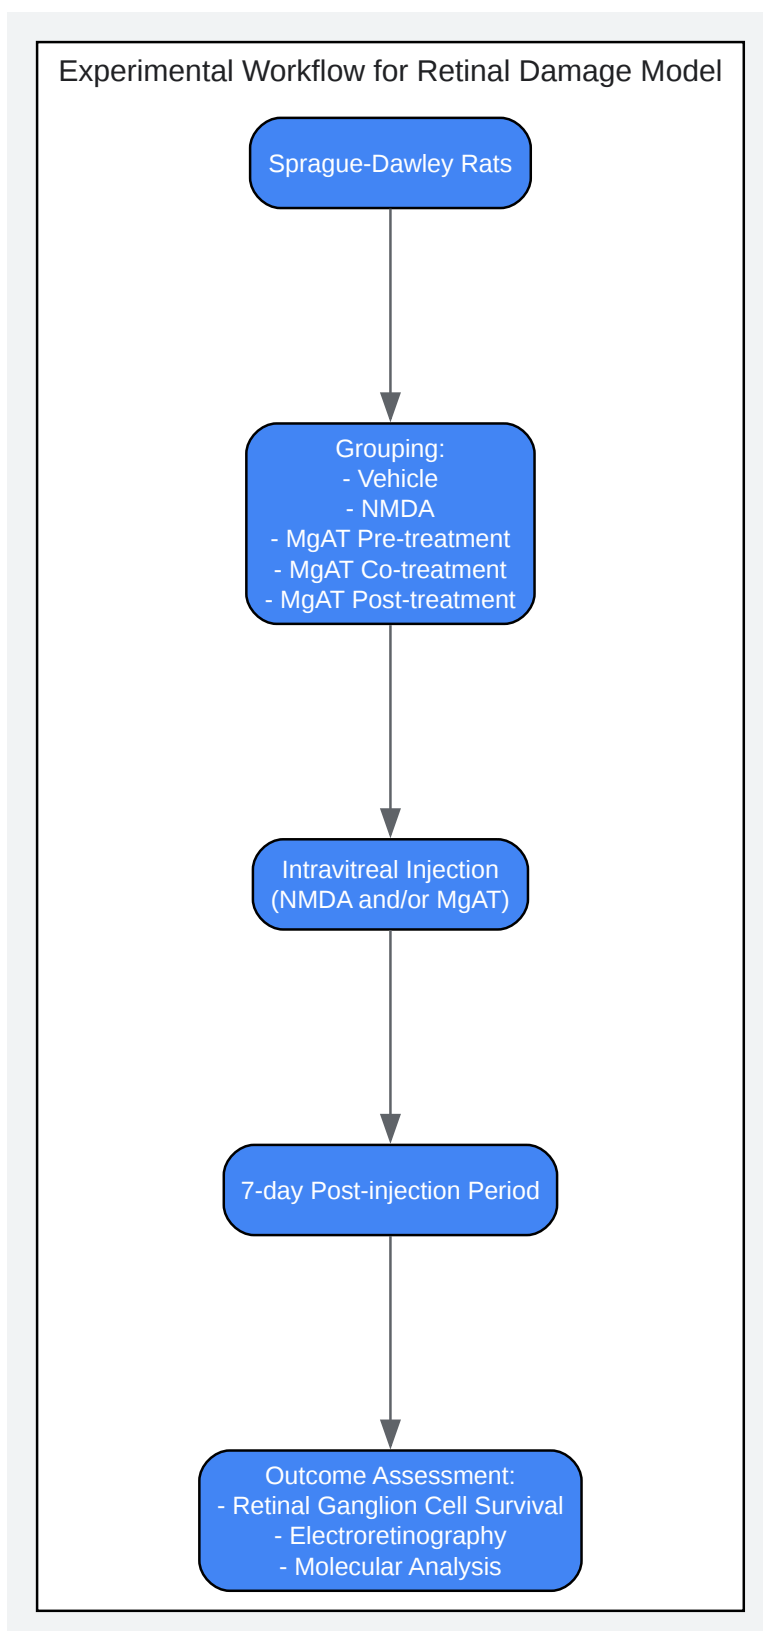 Experimental Workflow for Retinal Damage Model
Sprague-Dawley Rats
Grouping:
- Vehicle
- NMDA
- MgAT Pre-treatment
- MgAT Co-treatment
- MgAT Post-treatment
Intravitreal Injection
(NMDA and/or MgAT)
7-day Post-injection Period
Outcome Assessment:
- Retinal Ganglion Cell Survival
- Electroretinography
- Molecular Analysis